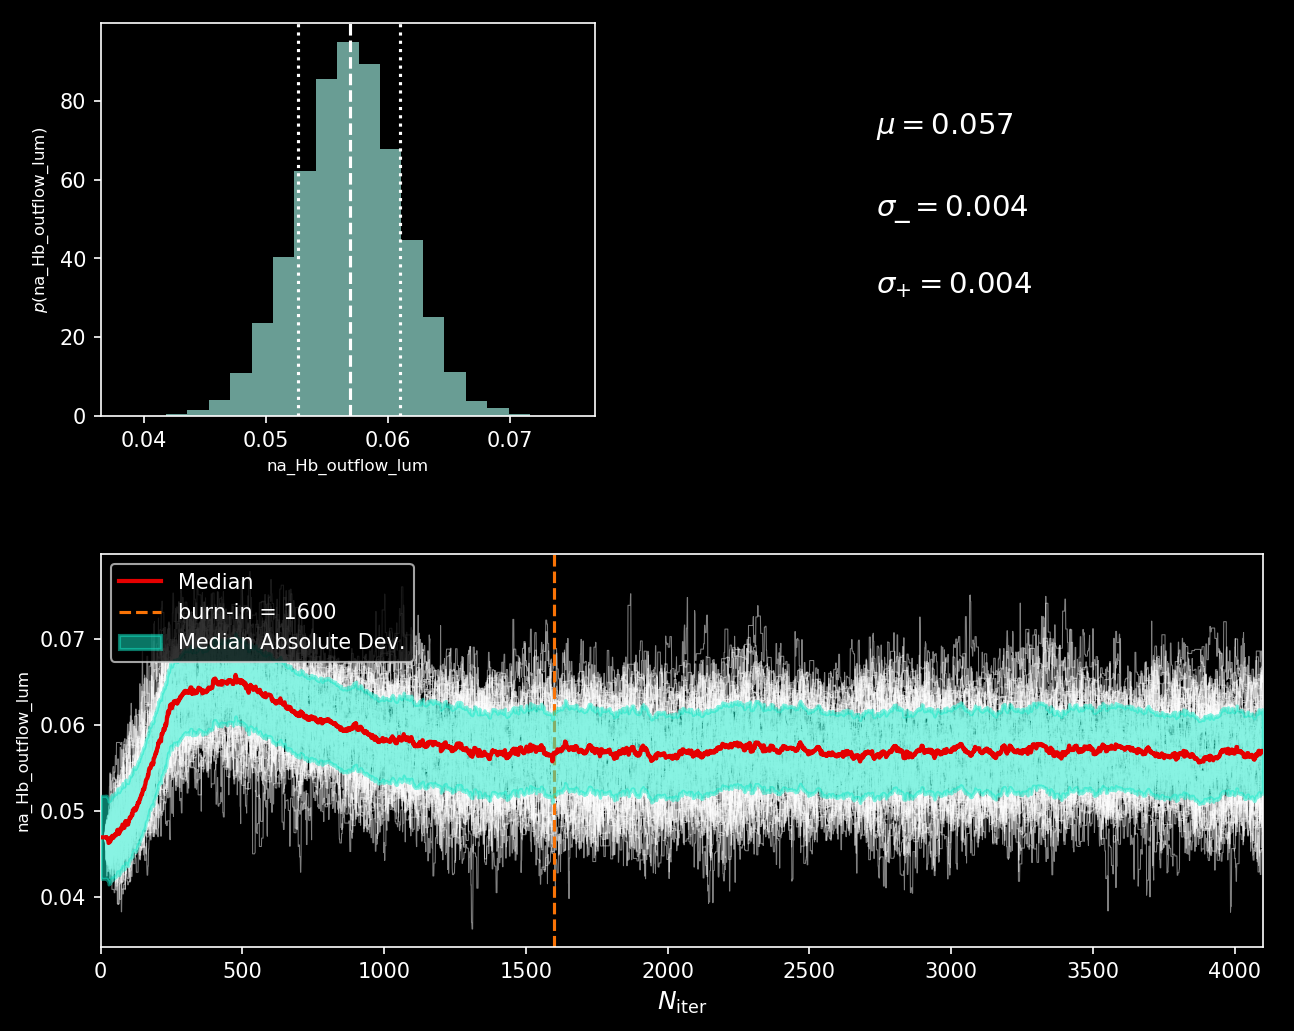 80
60
40
20
0
p(na_Hb_outflow_lum)
0.04 0.05 0.06 0.07
na_Hb_outflow_lum
μ = 0.057
σ_ = 0.004
σ+ = 0.004
Median
burn-in = 1600
Median Absolute Dev.
0.07
0.06
0.05
0.04
na_Hb_outflow_lum
0 500 1000 1500 2000 2500 3000 3500 4000
Niter